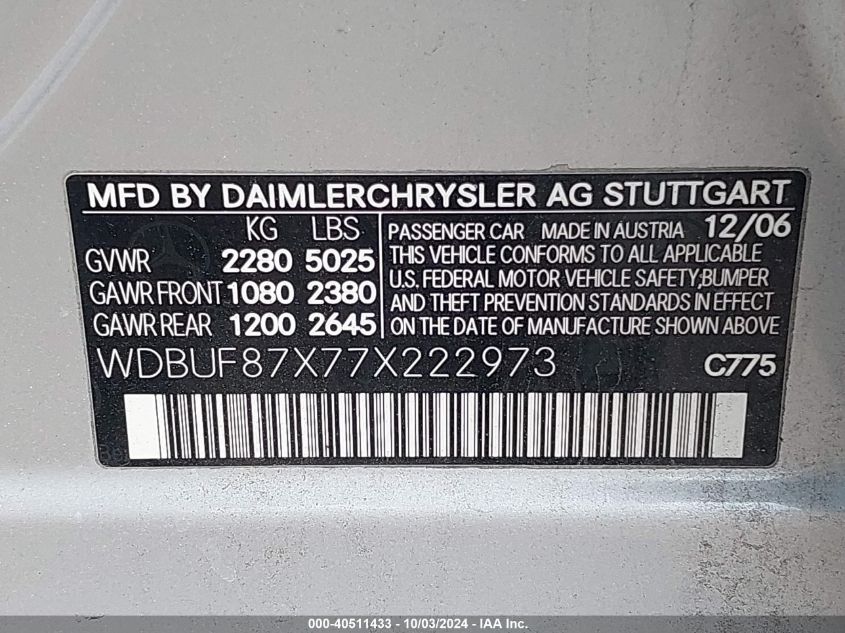 MFD BY DAIMLERCHRYSLER AG STUTTGART
KG LBS
GVWR 2280 5025
GAWR FRONT 1080 2380
GAWR REAR 1200 2645
PASSENGER CAR MADE IN AUSTRIA 12/06
THIS VEHICLE CONFORMS TO ALL APPLICABLE
U.S. FEDERAL MOTOR VEHICLE SAFETY,BUMPER
AND THEFT PREVENTION STANDARDS IN EFFECT
ON THE DATE OF MANUFACTURE SHOWN ABOVE
WDBUF87X77X222973 C775
000-40511433 - 10/03/2024 - IAA Inc.